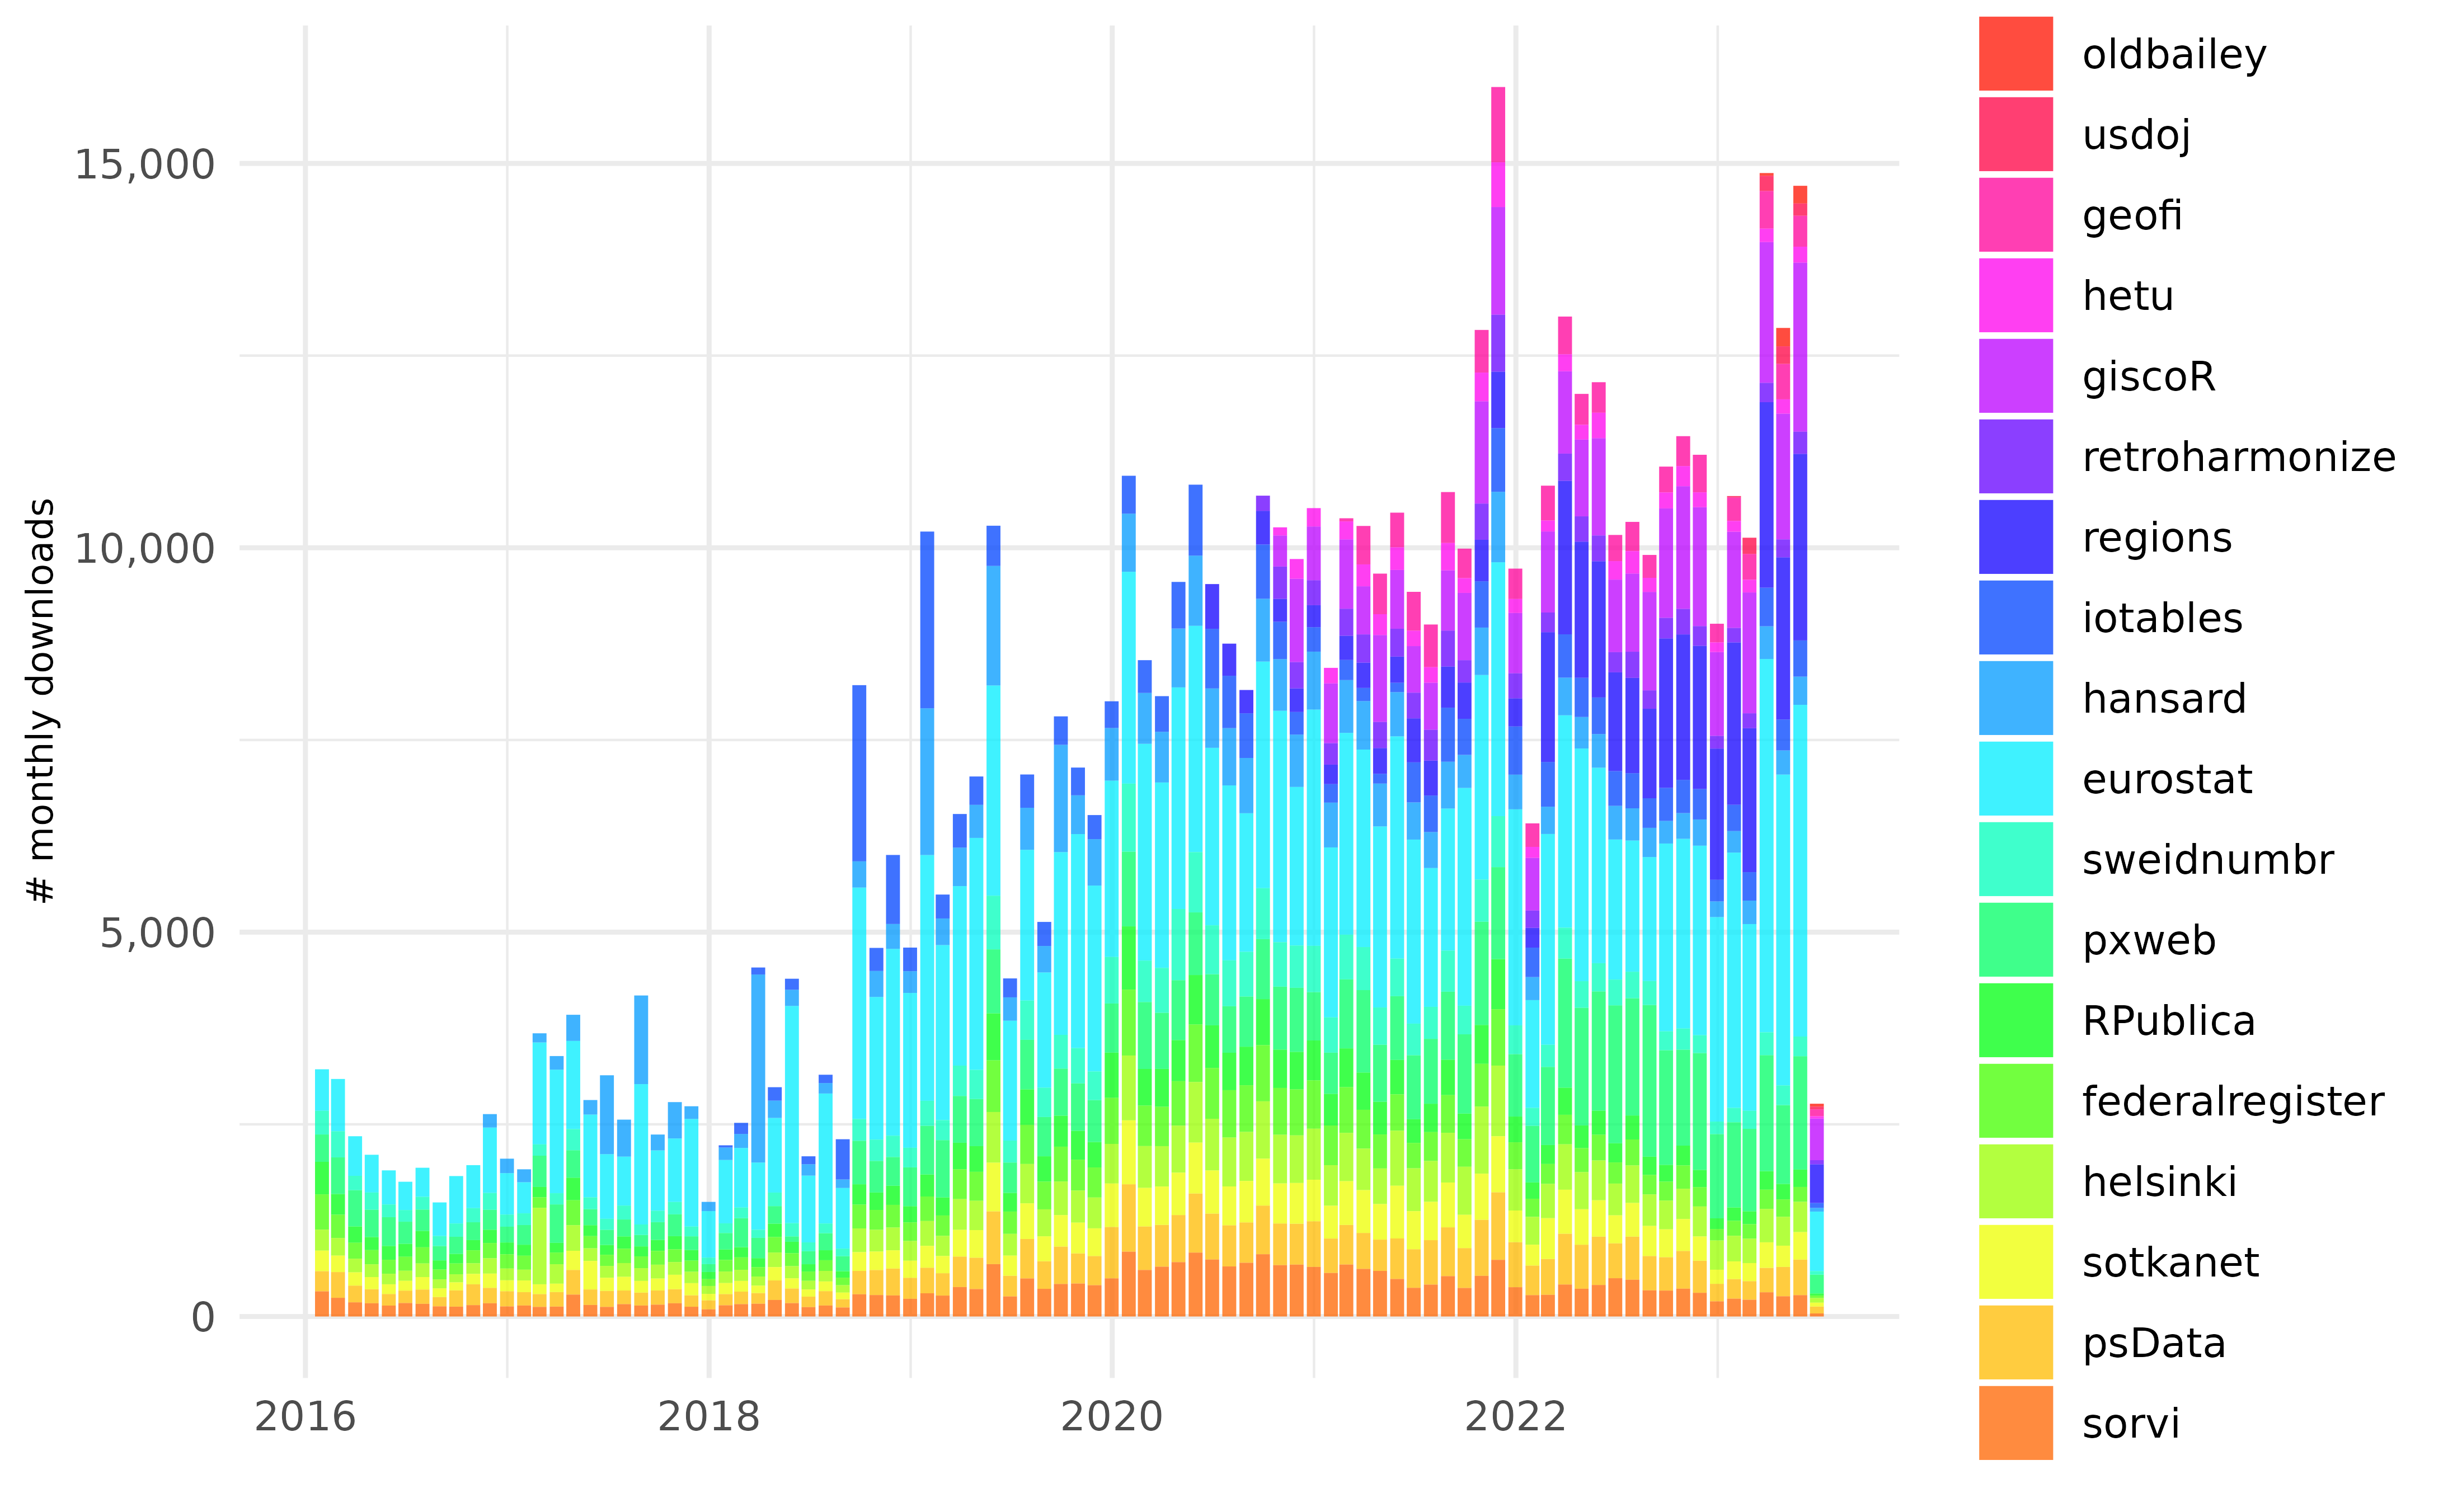 # monthly downloads
15,000
10,000
5,000
0
2016
2018
2020
2022
oldbailey
usdoj
geofi
hetu
giscoR
retroharmonize
regions
iotables
hansard
eurostat
sweidnumbr
pxweb
RPublica
federalregister
helsinki
sotkanet
psData
sorvi